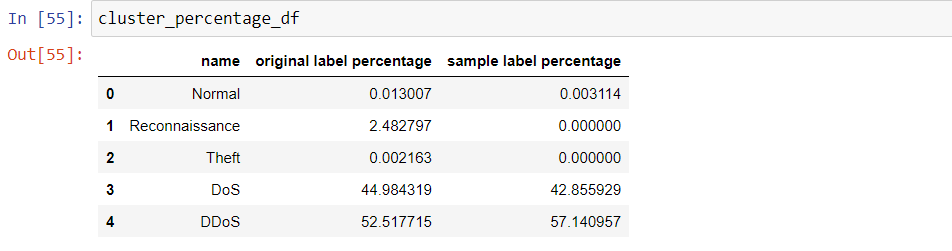 In [55]: cluster_percentage_df
Out[55]:
name original label percentage sample label percentage
0 Normal 0.013007 0.003114
1 Reconnaissance 2.482797 0.000000
2 Theft 0.002163 0.000000
3 DoS 44.984319 42.855929
4 DDoS 52.517715 57.140957